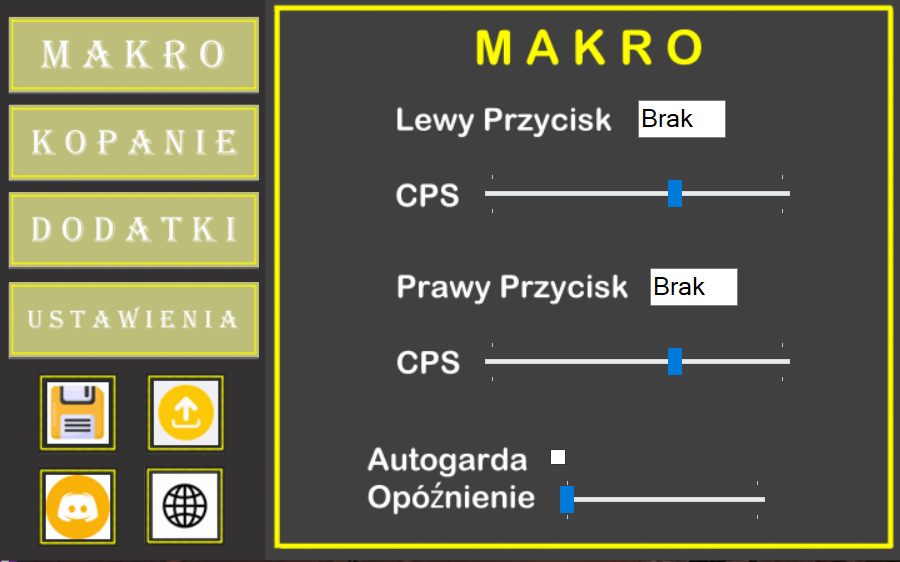 MAKRO
KOPANIE
DODATKI
USTAWIENIA
MAKRO
Lewy Przycisk Brak
CPS
Prawy Przycisk Brak
CPS
Autogarda
Opóźnienie